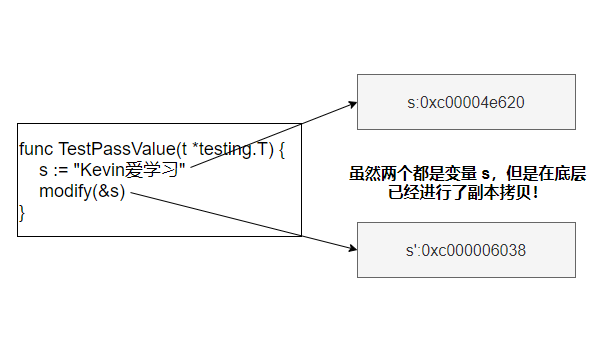 func TestPassValue(t *testing.T) {
s := "Kevin爱学习"
modify(&s)
}
s:0xc00004e620
虽然两个都是变量 s，但是在底层
已经进行了副本拷贝！
s':0xc000006038